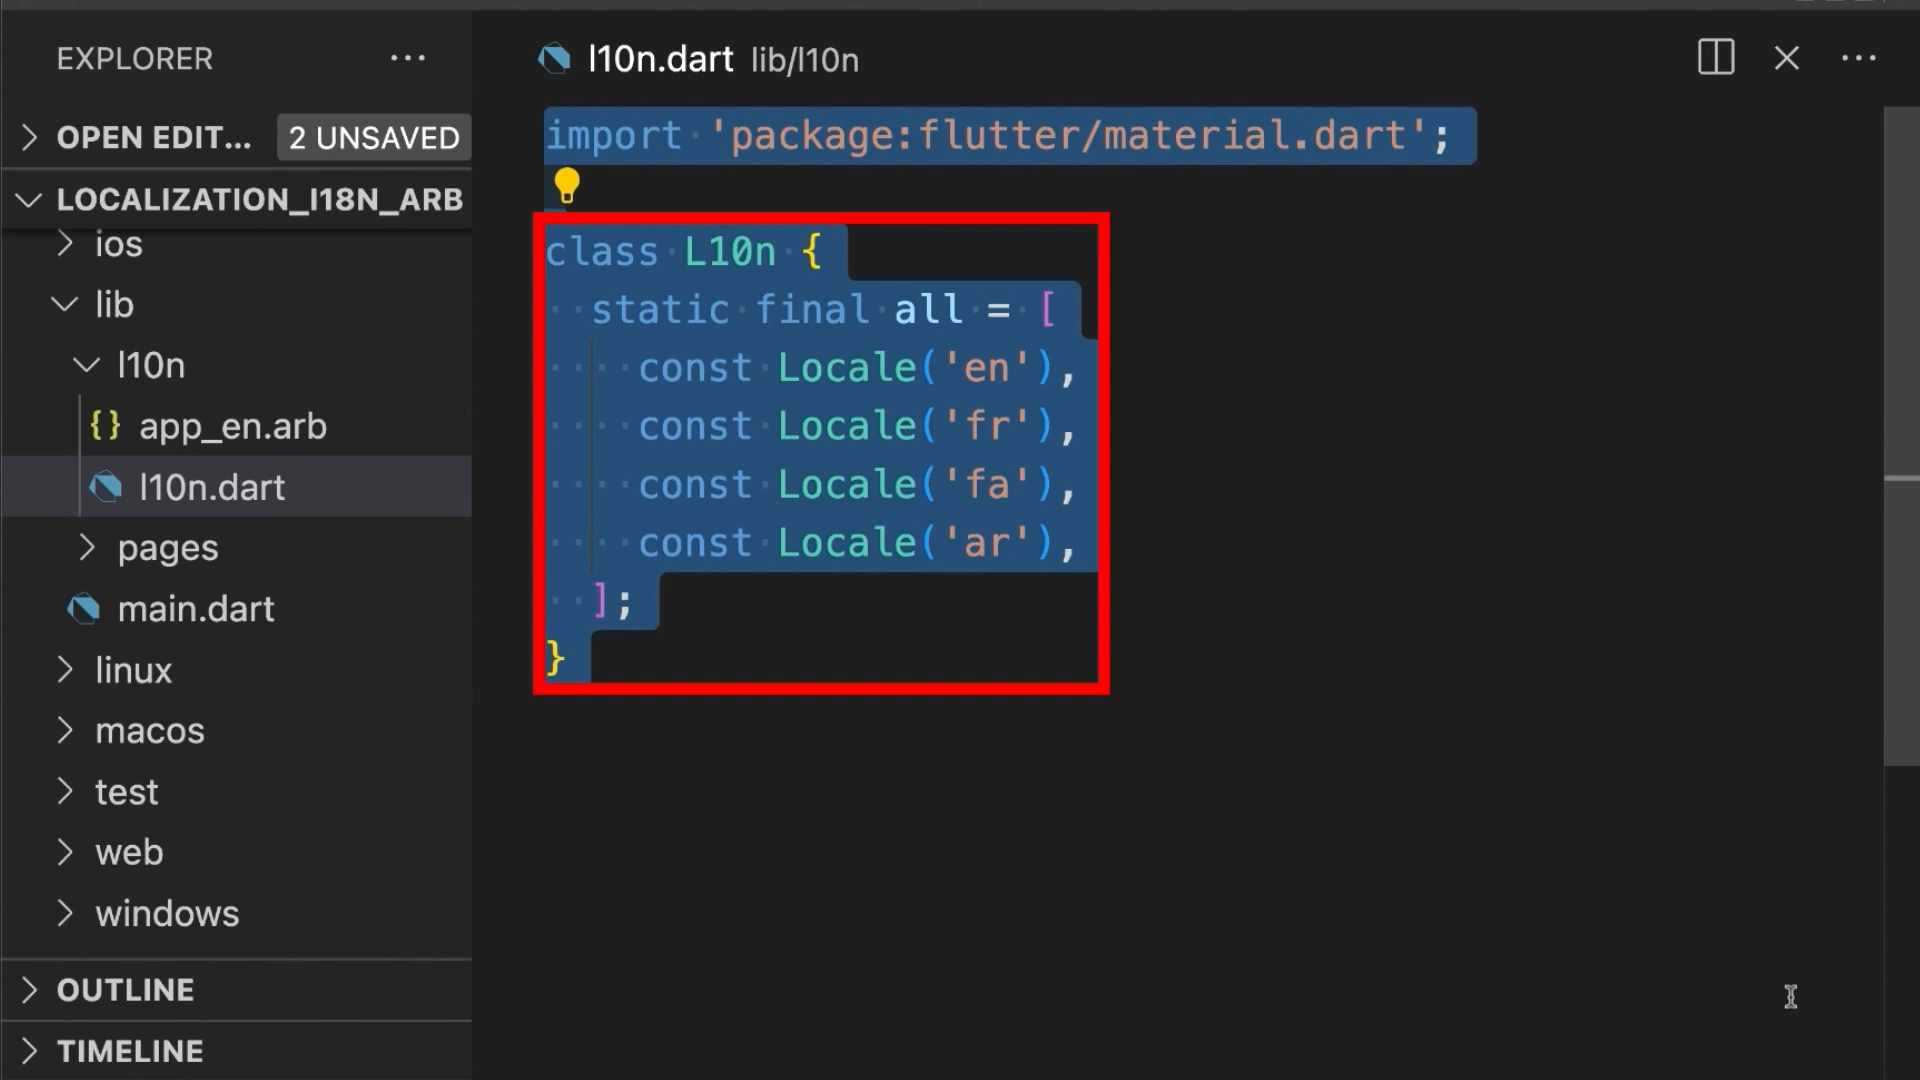 EXPLORER
OPEN EDIT... 2 UNSAVED
LOCALIZATION_I18N_ARB
ios
lib
l10n
app_en.arb
l10n.dart
pages
main.dart
linux
macos
test
web
windows
OUTLINE
TIMELINE
l10n.dart lib/l10n
import 'package:flutter/material.dart';
class L10n {
static final all = [
const Locale('en'),
const Locale('fr'),
const Locale('fa'),
const Locale('ar'),
];
}